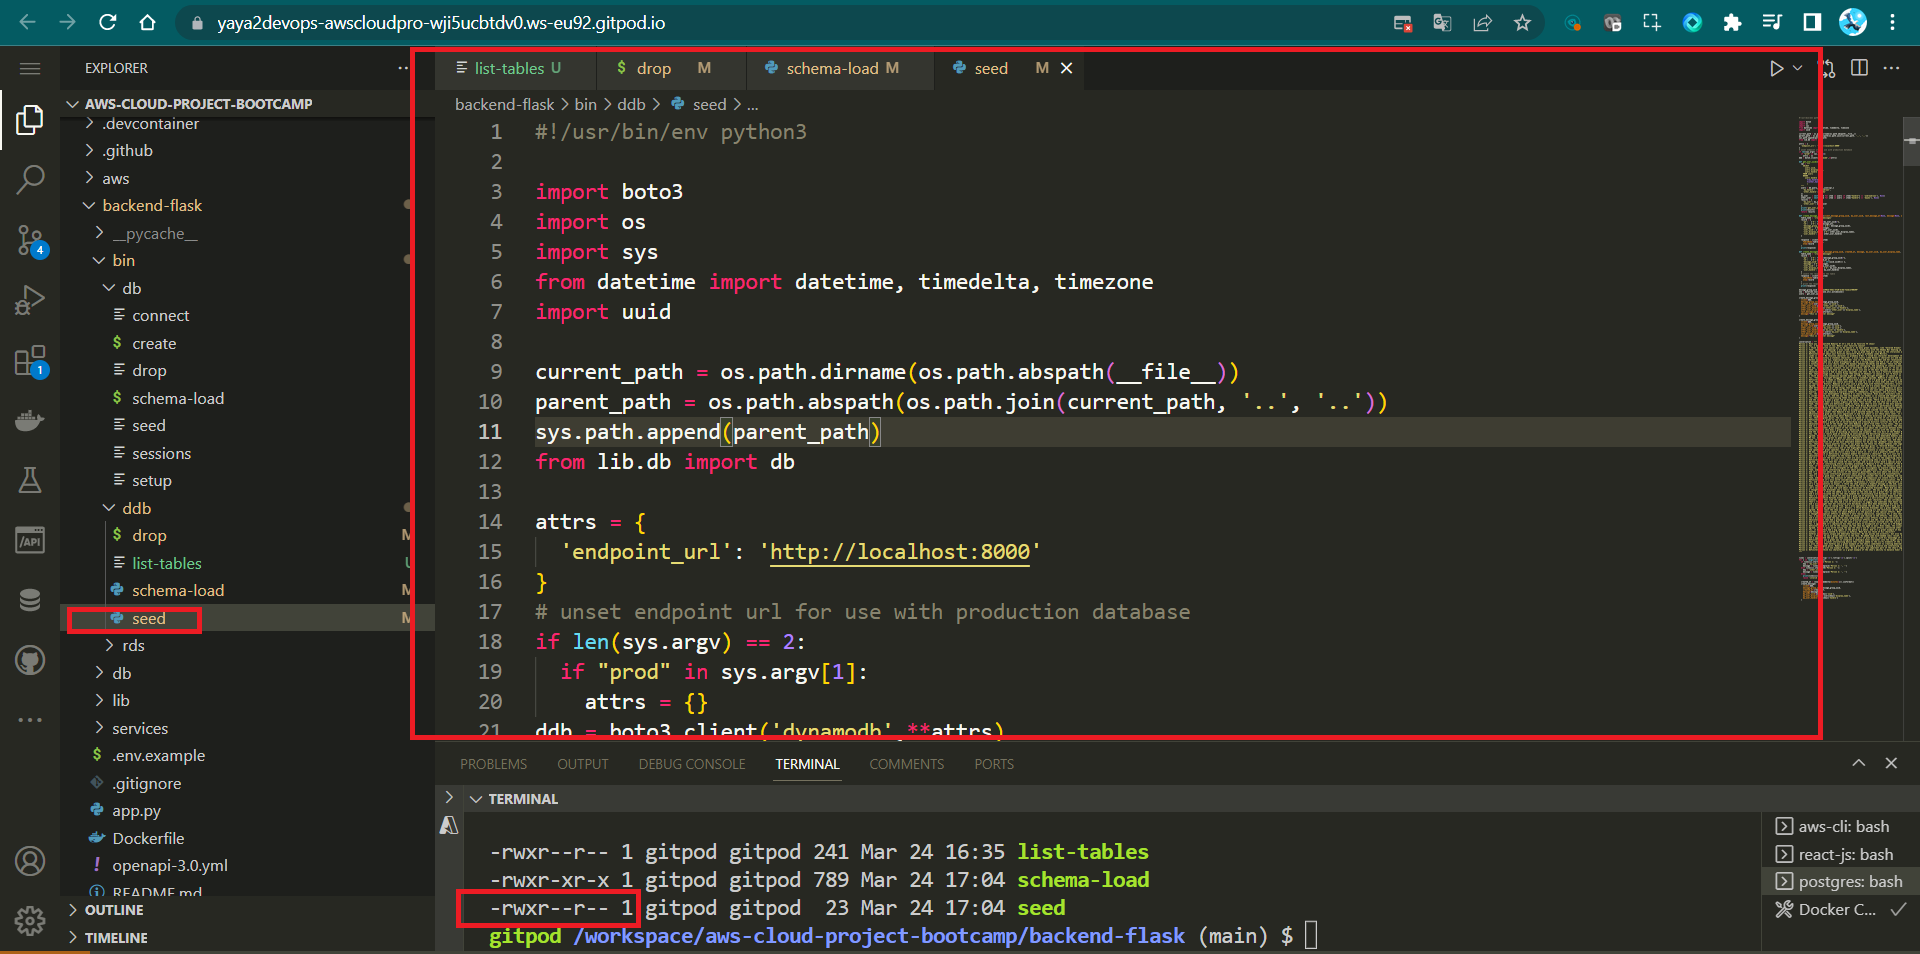 yaya2devops-awscloudpro-wji5ucbtdv0.ws-eu92.gitpod.io
EXPLORER
AWS-CLOUD-PROJECT-BOOTCAMP
.devcontainer
.github
aws
backend-flask
__pycache__
bin
db
connect
create
drop
schema-load
seed
sessions
setup
ddb
drop M
list-tables U
schema-load M
seed M
rds
db
lib
services
.env.example
.gitignore
app.py
Dockerfile
openapi-3.0.yml
README.md
OUTLINE
TIMELINE
4
1
/API
list-tables U
drop M
schema-load M
seed M
backend-flask > bin > ddb > seed > ...
1 #!/usr/bin/env python3
2
3 import boto3
4 import os
5 import sys
6 from datetime import datetime, timedelta, timezone
7 import uuid
8
9 current_path = os.path.dirname(os.path.abspath(__file__))
10 parent_path = os.path.abspath(os.path.join(current_path, '..', '..'))
11 sys.path.append(parent_path)
12 from lib.db import db
13
14 attrs = {
15 'endpoint_url': 'http://localhost:8000'
16 }
17 # unset endpoint url for use with production database
18 if len(sys.argv) == 2:
19 if "prod" in sys.argv[1]:
20 attrs = {}
21 ddb = boto3.client('dynamodb',**attrs)
PROBLEMS OUTPUT DEBUG CONSOLE TERMINAL COMMENTS PORTS
TERMINAL
-rwxr--r-- 1 gitpod gitpod 241 Mar 24 16:35 list-tables
-rwxr-xr-x 1 gitpod gitpod 789 Mar 24 17:04 schema-load
-rwxr--r-- 1 gitpod gitpod 23 Mar 24 17:04 seed
gitpod /workspace/aws-cloud-project-bootcamp/backend-flask (main) $
aws-cli: bash
react-js: bash
postgres: bash
Docker C...